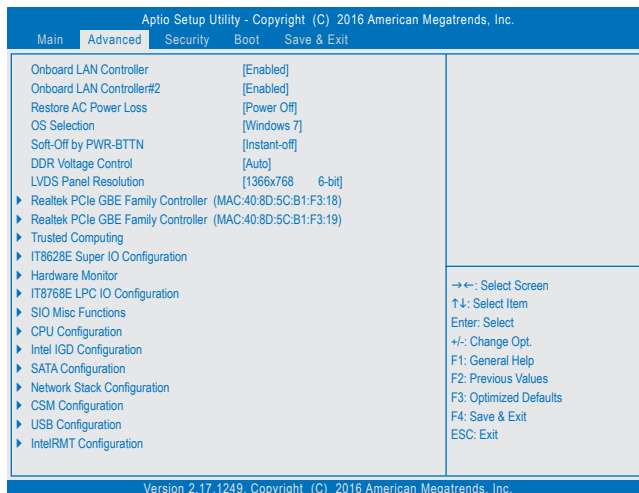 Aptio Setup Utility - Copyright (C) 2016 American Megatrends, Inc.
Main Advanced Security Boot Save & Exit
Onboard LAN Controller [Enabled]
Onboard LAN Controller#2 [Enabled]
Restore AC Power Loss [Power Off]
OS Selection [Windows 7]
Soft-Off by PWR-BTTN [Instant-off]
DDR Voltage Control [Auto]
LVDS Panel Resolution [1366x768 6-bit]
Realtek PCIe GBE Family Controller (MAC:40:8D:5C:B1:F3:18)
Realtek PCIe GBE Family Controller (MAC:40:8D:5C:B1:F3:19)
Trusted Computing
IT8628E Super IO Configuration
Hardware Monitor
IT8768E LPC IO Configuration
SIO Misc Functions
CPU Configuration
Intel IGD Configuration
SATA Configuration
Network Stack Configuration
CSM Configuration
USB Configuration
IntelRMT Configuration
→←: Select Screen
↑↓: Select Item
Enter: Select
+/-: Change Opt.
F1: General Help
F2: Previous Values
F3: Optimized Defaults
F4: Save & Exit
ESC: Exit
Version 2.17.1249. Copyright (C) 2016 American Megatrends, Inc.